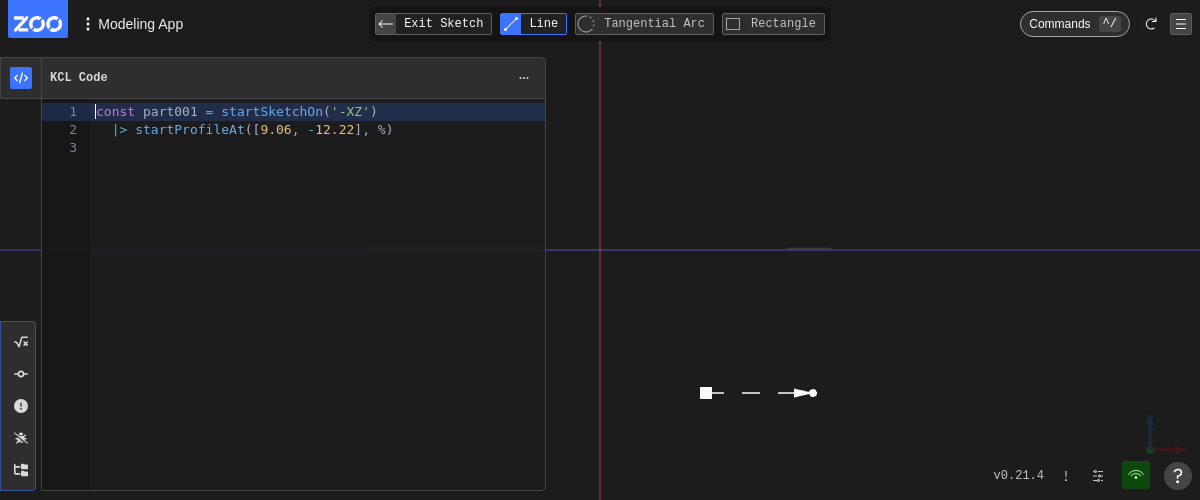 ZOO
Modeling App
Exit Sketch
Line
Tangential Arc
Rectangle
Commands ^/
KCL Code
1 const part001 = startSketchOn('-XZ')
2 |> startProfileAt([9.06, -12.22], %)
3
v0.21.4
!
?